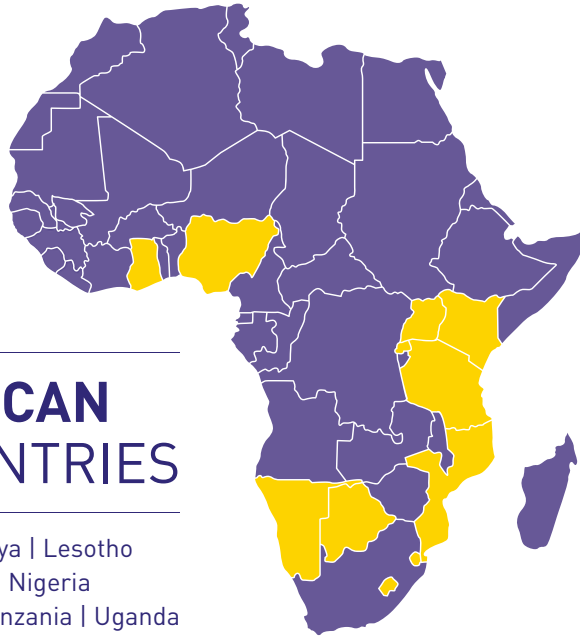 CAN
NTRIES
ya | Lesotho
Nigeria
nzania | Uganda